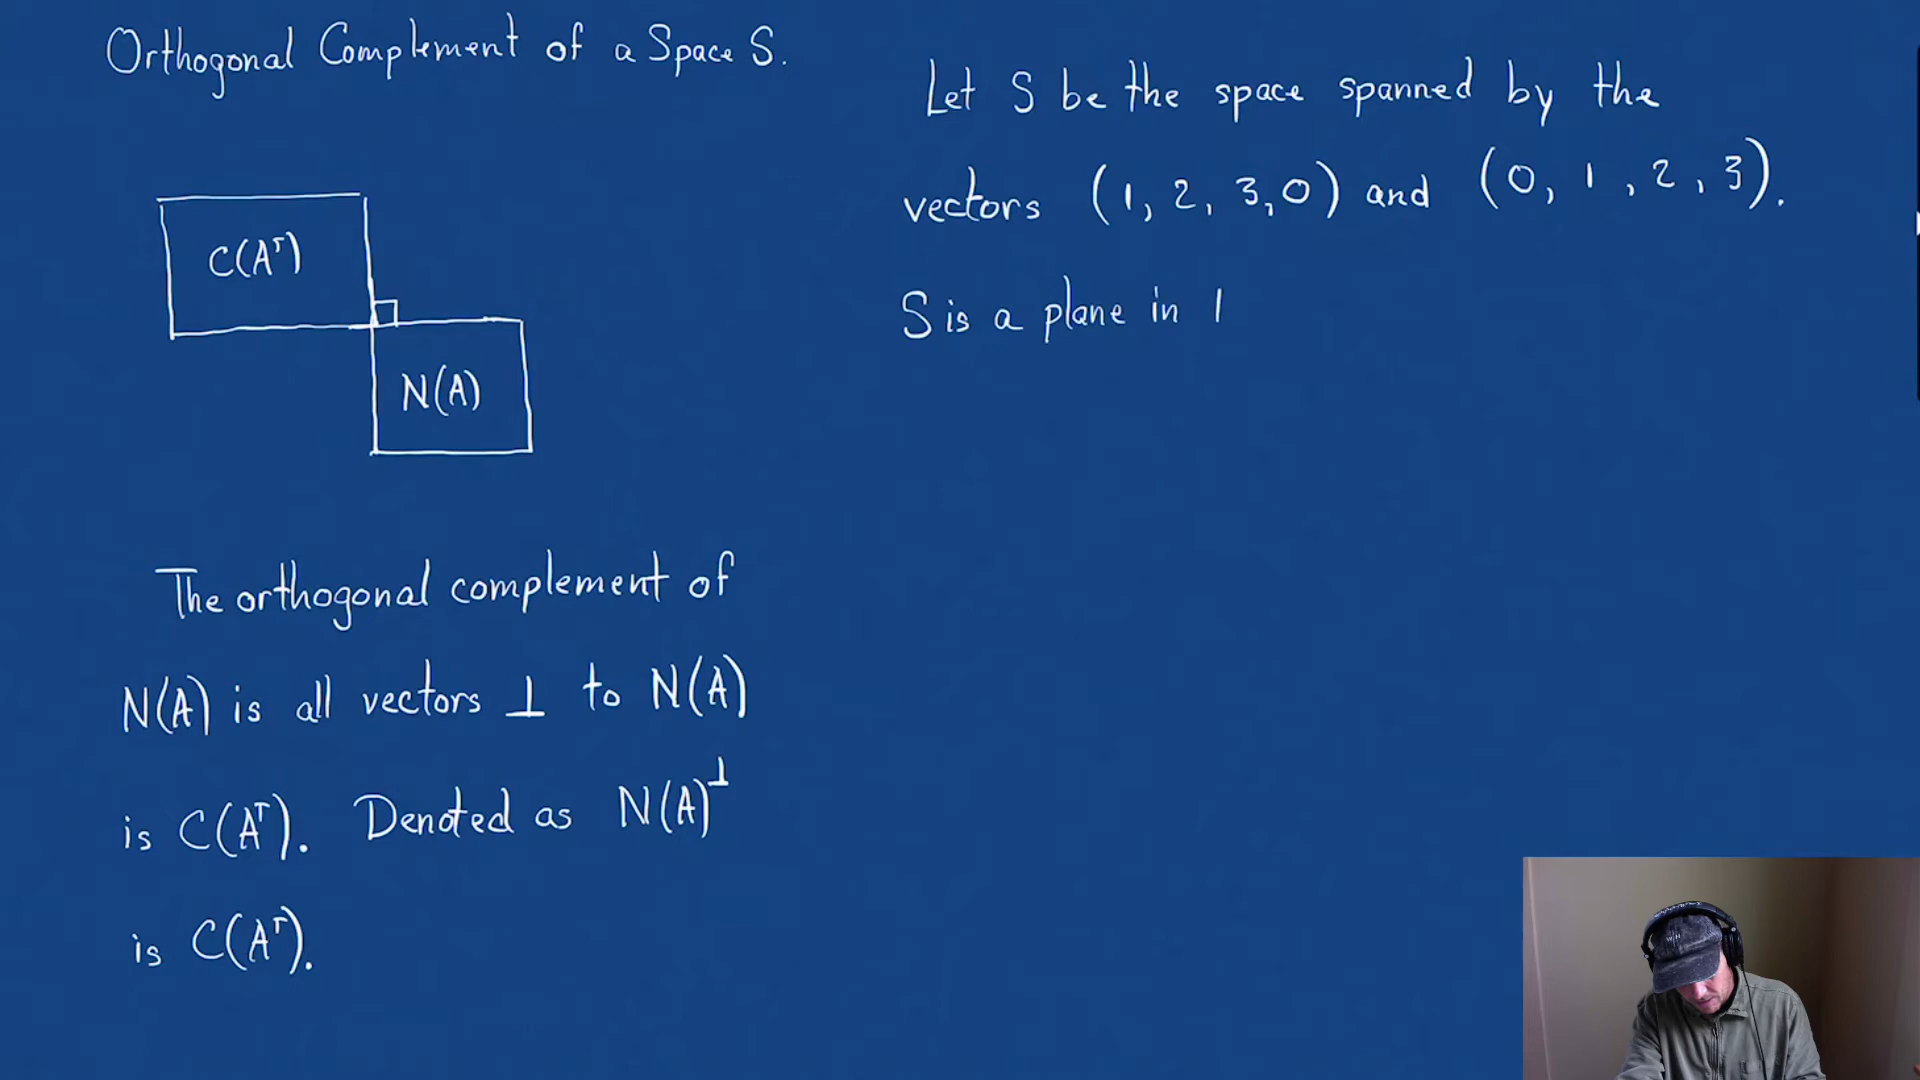 Orthogonal Complement of a Space S.
C(Aᵀ)
N(A)
The orthogonal complement of
N(A) is all vectors ⊥ to N(A)
is C(Aᵀ). Denoted as N(A)^⊥
is C(Aᵀ).
Let S be the space spanned by the
vectors (1, 2, 3, 0) and (0, 1, 2, 3).
S is a plane in